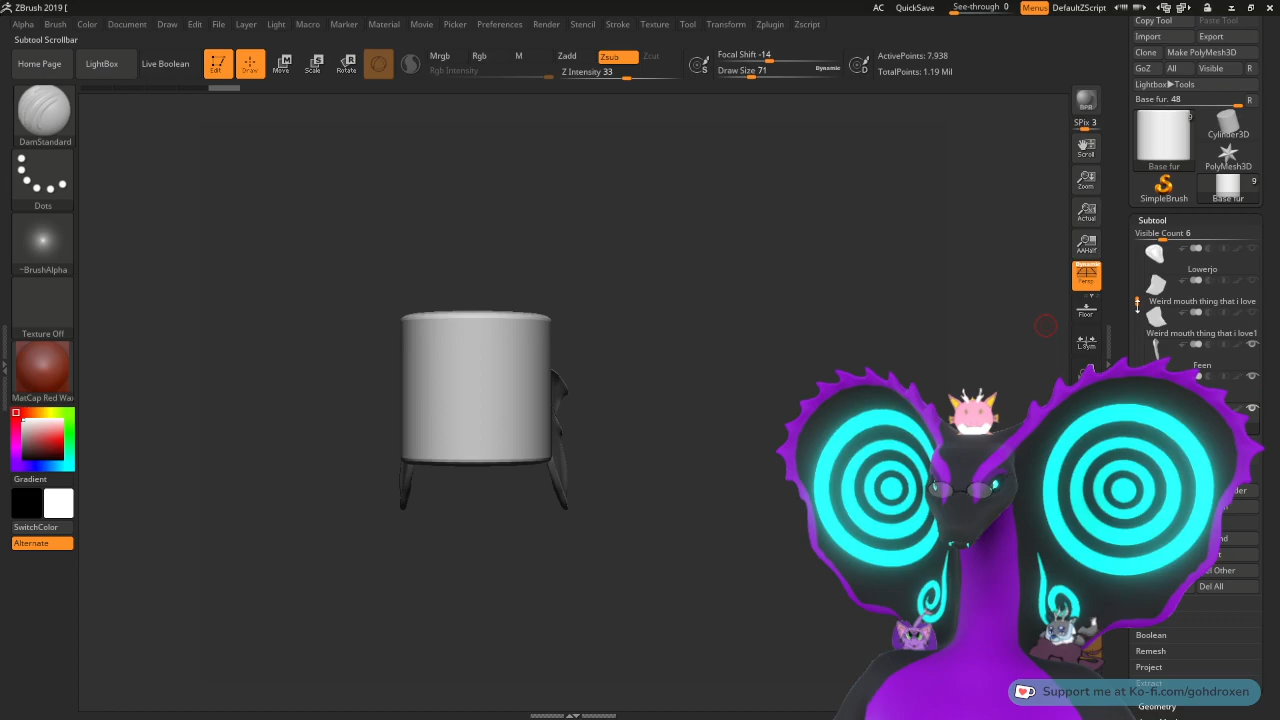 ZBrush 2019 [
AC QuickSave See-through 0 Menus DefaultZScript
Alpha Brush Color Document Draw Edit File Layer Light Macro Marker Material Movie Picker Preferences Render Stencil Stroke Texture Tool Transform Zplugin Zscript
Subtool Scrollbar
Home Page LightBox Live Boolean Edit Draw Move Scale Rotate
Mrgb Rgb M Zadd Zsub Zcut
Rgb Intensity Z Intensity 33
Focal Shift -14
Draw Size 71 Dynamic
S D
ActivePoints: 7.938
TotalPoints: 1.19 Mil
DamStandard
Dots
~BrushAlpha
Texture Off
MatCap Red Wax
Gradient
SwitchColor
Alternate
BPR
SPix 3
Scroll
Zoom
Actual
AAHalf
Dynamic
Persp
Floor
L.Sym
Copy Tool Paste Tool
Import Export
Clone Make PolyMesh3D
GoZ All Visible R
Lightbox▶Tools
Base fur. 48 R
9
Cylinder3D
Base fur PolyMesh3D
9
SimpleBrush Base fur
Subtool
Visible Count 6
Lowerjo
Weird mouth thing that i love
Weird mouth thing that i love1
Feen
Del Other
Del All
Boolean
Remesh
Project
Extract
Geometry
Support me at Ko-fi.com/gohdroxen